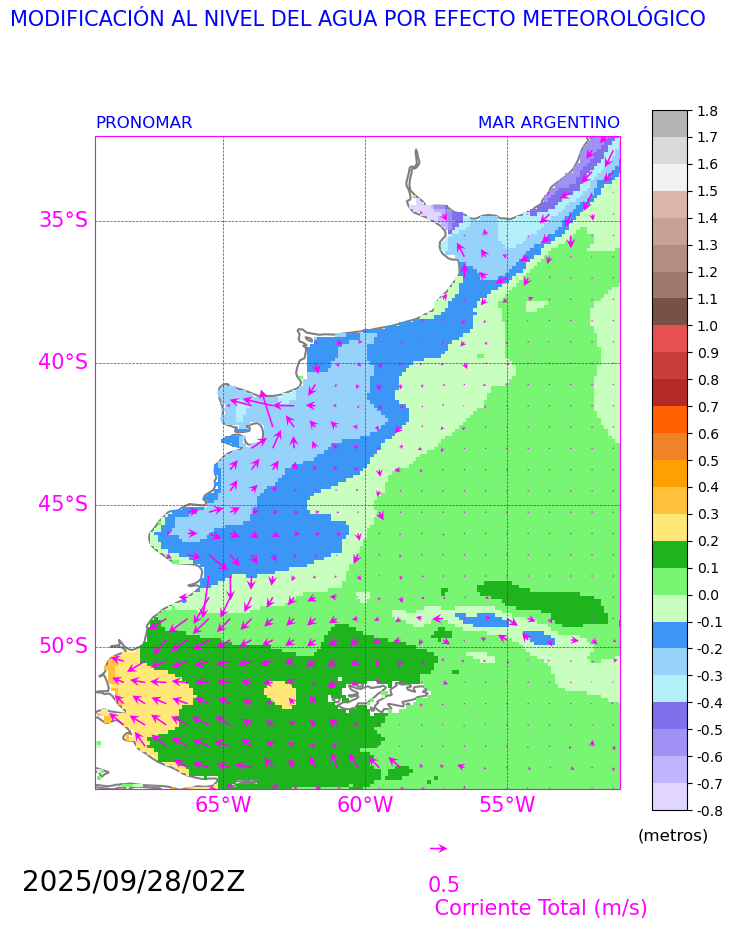 MODIFICACIÓN AL NIVEL DEL AGUA POR EFECTO METEOROLÓGICO
PRONOMAR MAR ARGENTINO
35°S
40°S
45°S
50°S
65°W 60°W 55°W
1.8
1.7
1.6
1.5
1.4
1.3
1.2
1.1
1.0
0.9
0.8
0.7
0.6
0.5
0.4
0.3
0.2
0.1
0.0
-0.1
-0.2
-0.3
-0.4
-0.5
-0.6
-0.7
-0.8
(metros)
2025/09/28/02Z
0.5
Corriente Total (m/s)